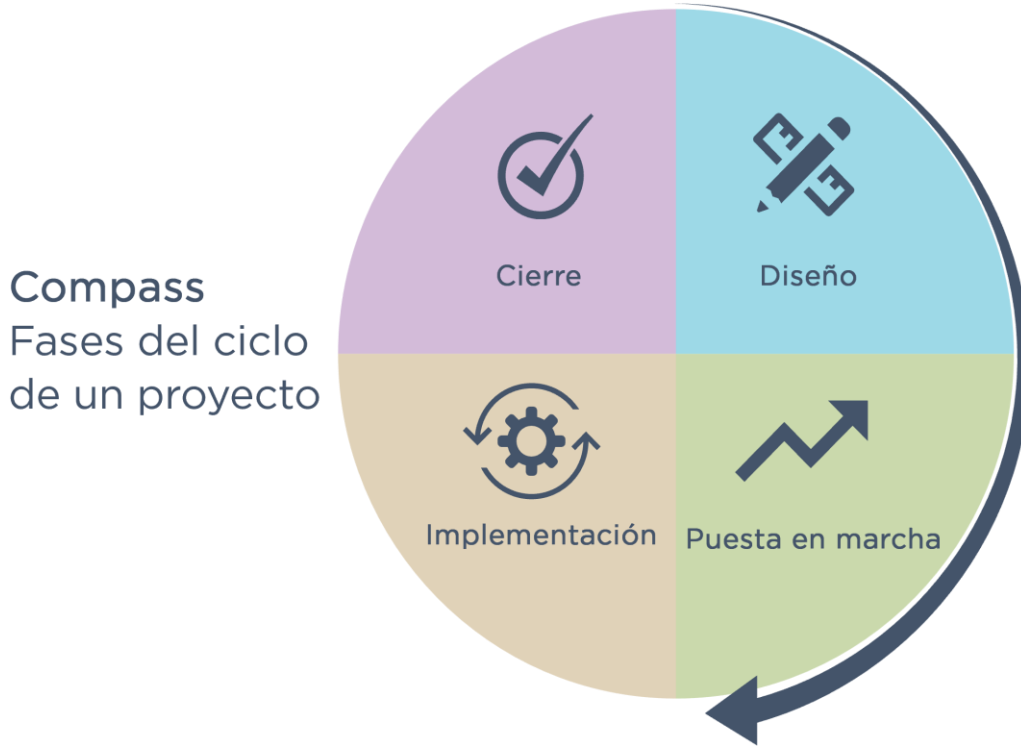 Compass
Fases del ciclo
de un proyecto
Cierre
Diseño
Implementación
Puesta en marcha